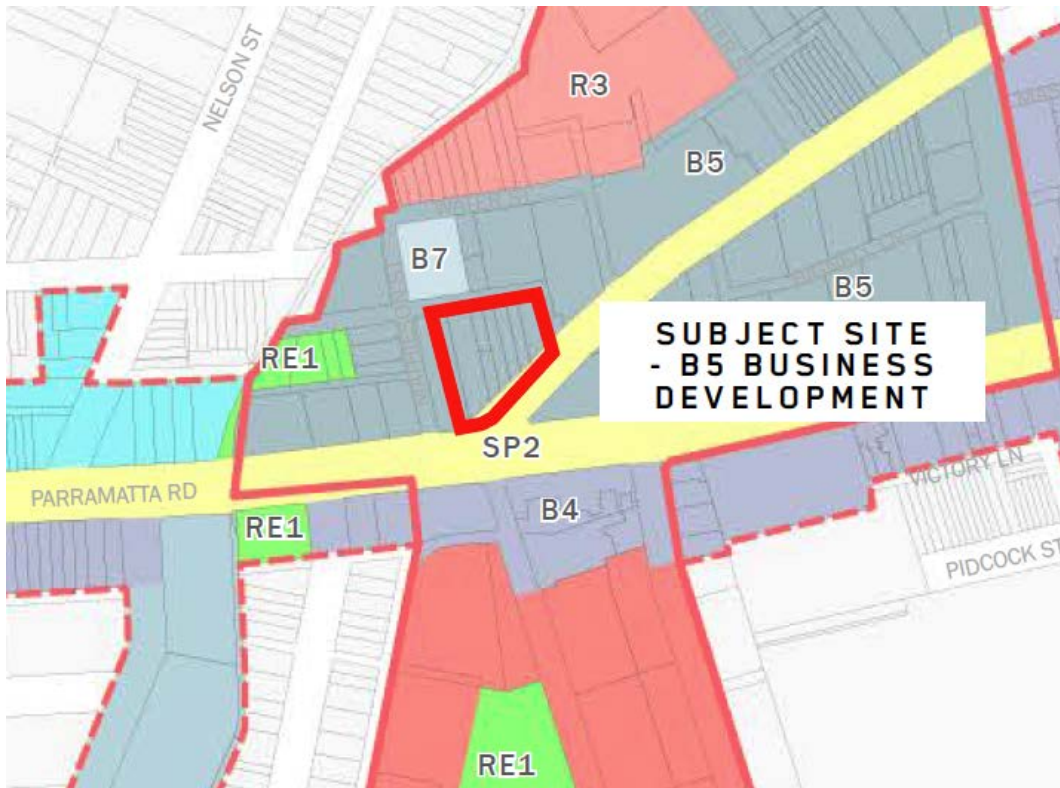 NELSON ST
R3
B5
B7
B5
SUBJECT SITE
- B5 BUSINESS
DEVELOPMENT
RE1
SP2
PARRAMATTA RD
B4
VICTORY LN
RE1
PIDCOCK ST
RE1